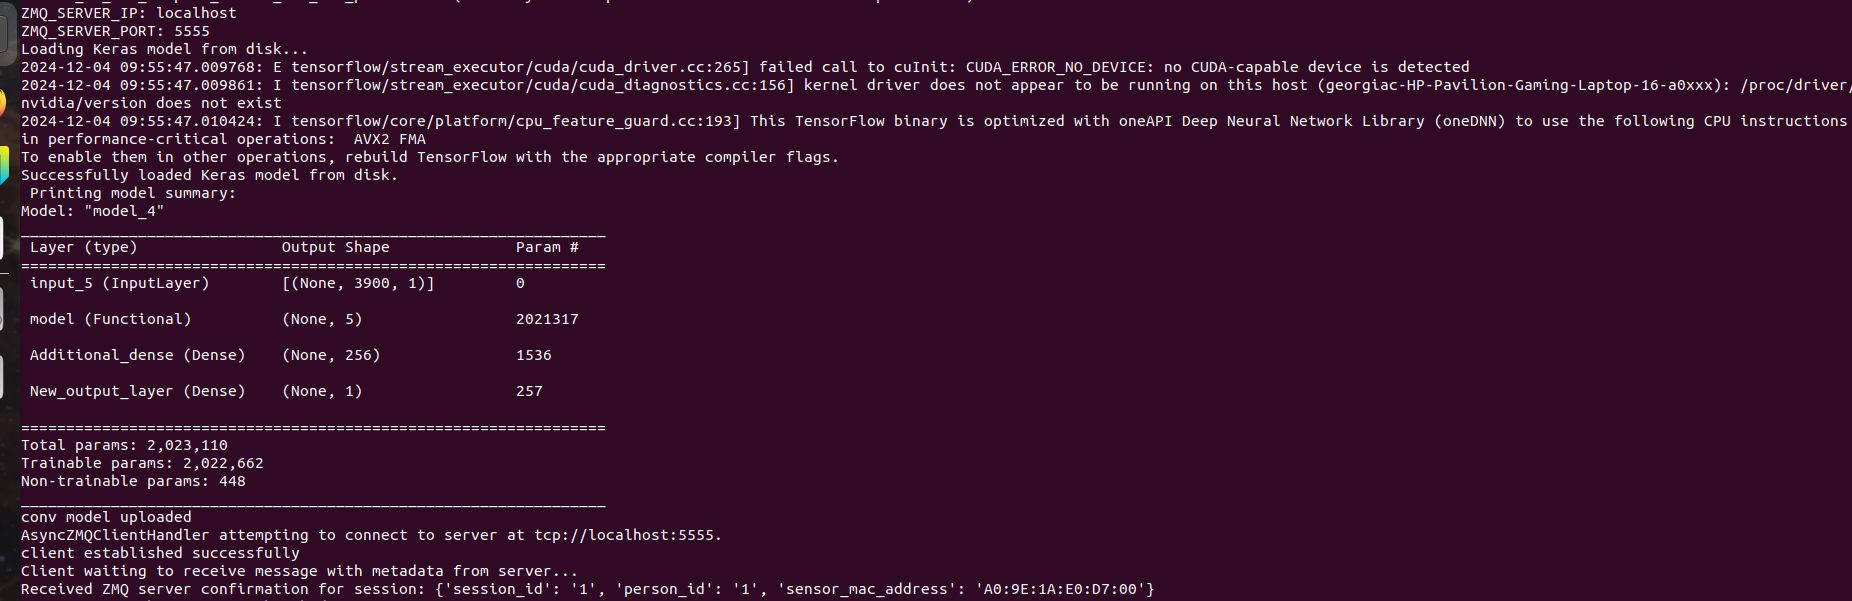 ZMQ_SERVER_IP: localhost
ZMQ_SERVER_PORT: 5555
Loading Keras model from disk...
2024-12-04 09:55:47.009768: E tensorflow/stream_executor/cuda/cuda_driver.cc:265] failed call to cuInit: CUDA_ERROR_NO_DEVICE: no CUDA-capable device is detected
2024-12-04 09:55:47.009861: I tensorflow/stream_executor/cuda/cuda_diagnostics.cc:156] kernel driver does not appear to be running on this host (georgiac-HP-Pavilion-Gaming-Laptop-16-a0xxx): /proc/driver/
nvidia/version does not exist
2024-12-04 09:55:47.010424: I tensorflow/core/platform/cpu_feature_guard.cc:193] This TensorFlow binary is optimized with oneAPI Deep Neural Network Library (oneDNN) to use the following CPU instructions
in performance-critical operations:  AVX2 FMA
To enable them in other operations, rebuild TensorFlow with the appropriate compiler flags.
Successfully loaded Keras model from disk.
 Printing model summary:
Model: "model_4"
_________________________________________________________________
 Layer (type)                Output Shape              Param #
=================================================================
 input_5 (InputLayer)        [(None, 3900, 1)]         0
 model (Functional)          (None, 5)                 2021317
 Additional_dense (Dense)    (None, 256)               1536
 New_output_layer (Dense)    (None, 1)                 257
=================================================================
Total params: 2,023,110
Trainable params: 2,022,662
Non-trainable params: 448
_________________________________________________________________
conv model uploaded
AsyncZMQClientHandler attempting to connect to server at tcp://localhost:5555.
client established successfully
Client waiting to receive message with metadata from server...
Received ZMQ server confirmation for session: {'session_id': '1', 'person_id': '1', 'sensor_mac_address': 'A0:9E:1A:E0:D7:00'}